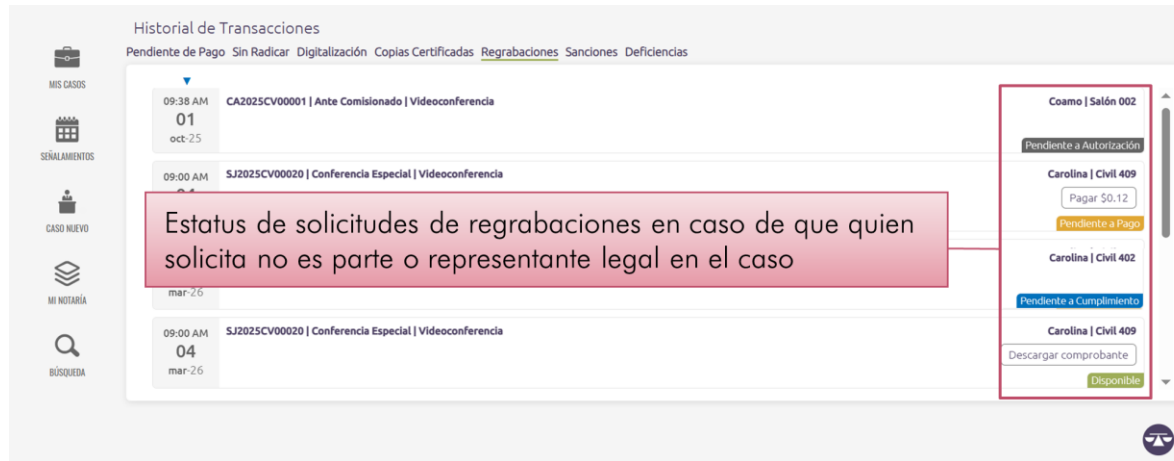 Historial de Transacciones
Pendiente de Pago Sin Radicar Digitalización Copias Certificadas Regrabaciones Sanciones Deficiencias
MIS CASOS
SEÑALAMIENTOS
CASO NUEVO
MI NOTARÍA
BÚSQUEDA
09:38 AM
01
oct-25
CA2025CV00001 | Ante Comisionado | Videoconferencia
Coamo | Salón 002
Pendiente a Autorización
09:00 AM
SJ2025CV00020 | Conferencia Especial | Videoconferencia
Carolina | Civil 409
Pagar $0.12
Pendiente a Pago
Estatus de solicitudes de regrabaciones en caso de que quien
solicita no es parte o representante legal en el caso
mar-26
Carolina | Civil 402
Pendiente a Cumplimiento
09:00 AM
04
mar-26
SJ2025CV00020 | Conferencia Especial | Videoconferencia
Carolina | Civil 409
Descargar comprobante
Disponible